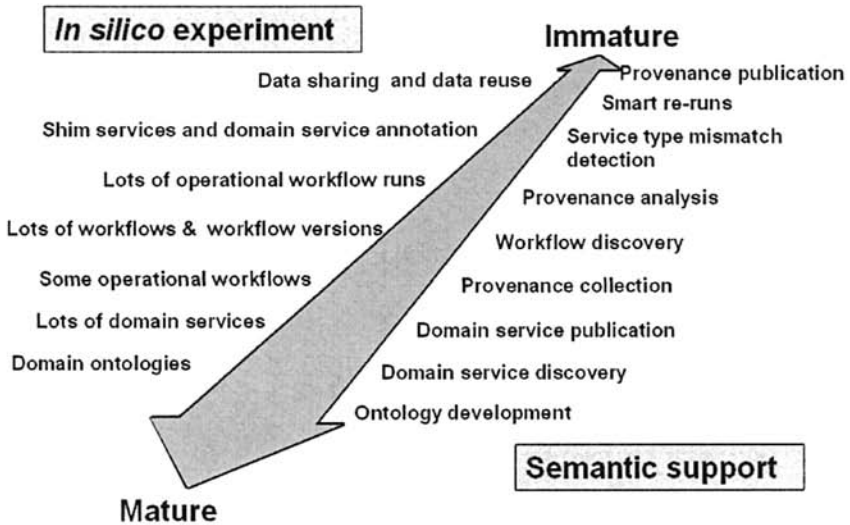 In silico experiment
Immature
Data sharing and data reuse
Provenance publication
Smart re-runs
Shim services and domain service annotation
Service type mismatch
detection
Lots of operational workflow runs
Provenance analysis
Lots of workflows & workflow versions
Workflow discovery
Some operational workflows
Provenance collection
Lots of domain services
Domain service publication
Domain ontologies
Domain service discovery
Ontology development
Semantic support
Mature